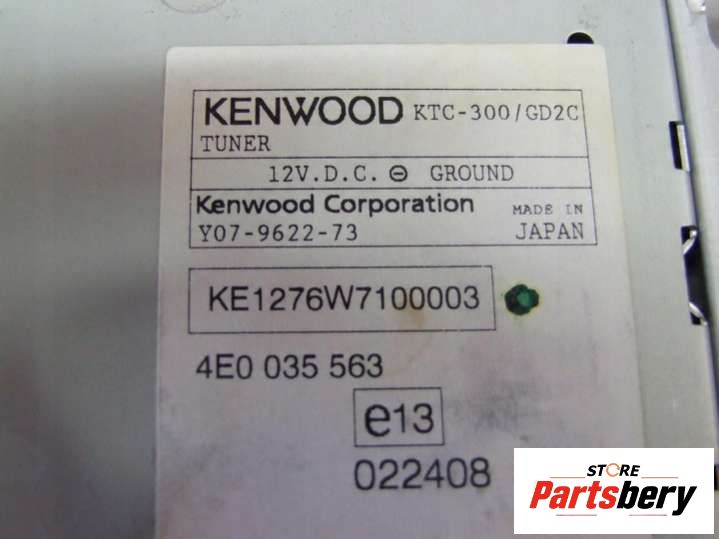 KENWOOD KTC-300/GD2C
TUNER
12V.D.C. ⊖ GROUND
Kenwood Corporation MADE IN
Y07-9622-73 JAPAN
KE1276W7100003
4E0 035 563
e13
022408
STORE
Partsbery